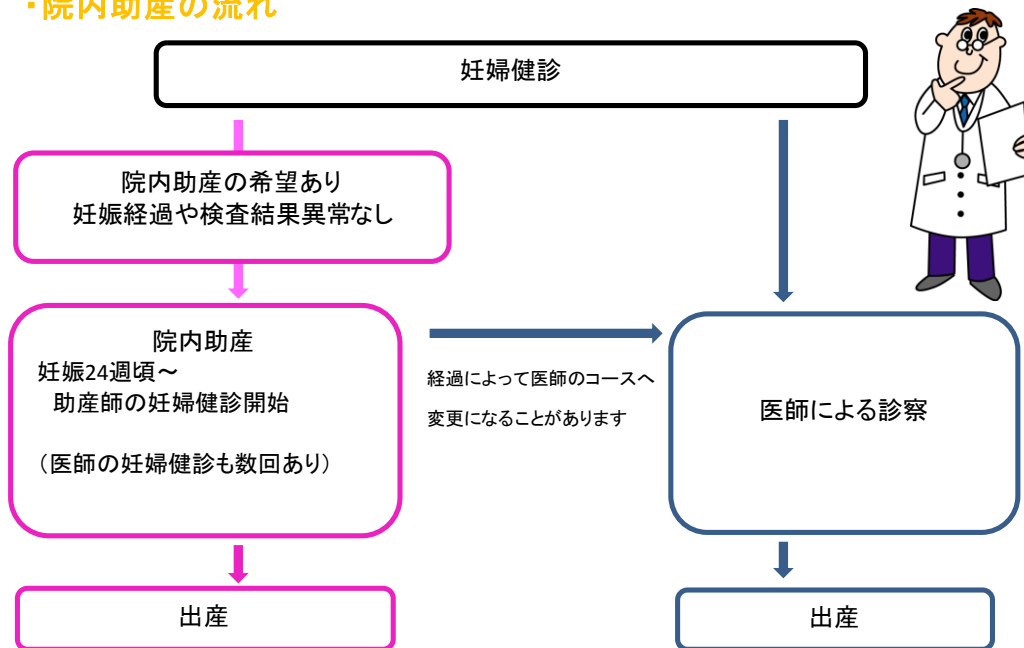 ・院内助産の流れ
妊婦健診
院内助産の希望あり
妊娠経過や検査結果異常なし
院内助産
妊娠24週頃～
助産師の妊婦健診開始
（医師の妊婦健診も数回あり）
経過によって医師のコースへ
変更になることがあります
医師による診察
出産
出産